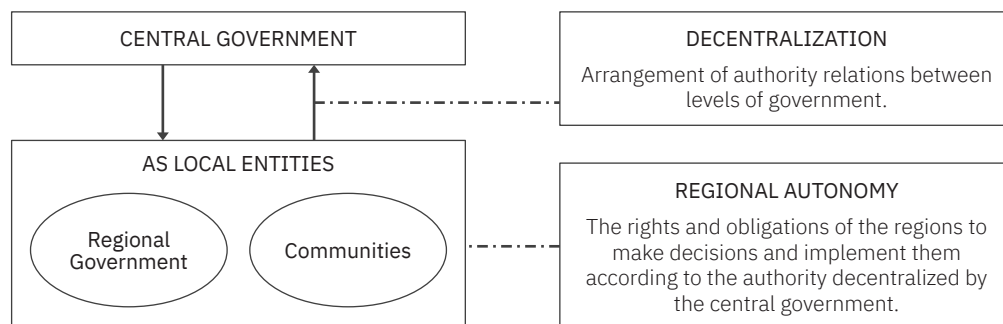 CENTRAL GOVERNMENT
DECENTRALIZATION
Arrangement of authority relations between
levels of government.
AS LOCAL ENTITIES
Regional
Government
Communities
REGIONAL AUTONOMY
The rights and obligations of the regions to
make decisions and implement them
according to the authority decentralized by
the central government.